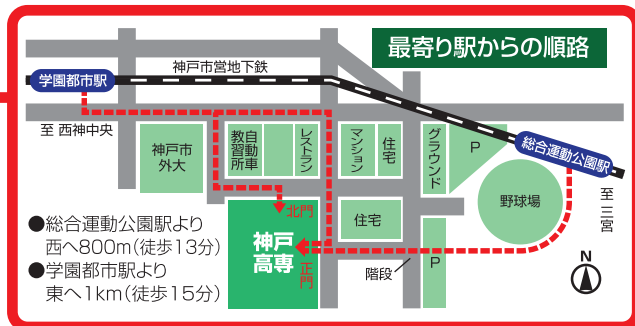 最寄り駅からの順路
神戸市営地下鉄
学園都市駅
総合運動公園駅
至 西神中央
至 三宮
神戸市
外大
自動車
教習所
レストラン
マンション
住宅
グラウンド
P
野球場
北門
住宅
神戸
高専
正門
階段
P
N
●総合運動公園駅より
西へ800m(徒歩13分)
●学園都市駅より
東へ1km(徒歩15分)